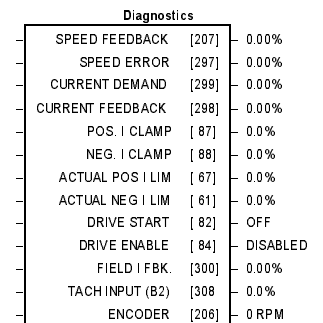 Diagnostics
SPEED FEEDBACK [207] 0.00%
SPEED ERROR [297] 0.00%
CURRENT DEMAND [299] 0.00%
CURRENT FEEDBACK [298] 0.00%
POS. I CLAMP [ 87] 0.0%
NEG. I CLAMP [ 88] 0.0%
ACTUAL POS I LIM [ 67] 0.0%
ACTUAL NEG I LIM [ 61] 0.0%
DRIVE START [ 82] OFF
DRIVE ENABLE [ 84] DISABLED
FIELD I FBK. [300] 0.00%
TACH INPUT (B2) [308 0.0%
ENCODER [206] 0 RPM